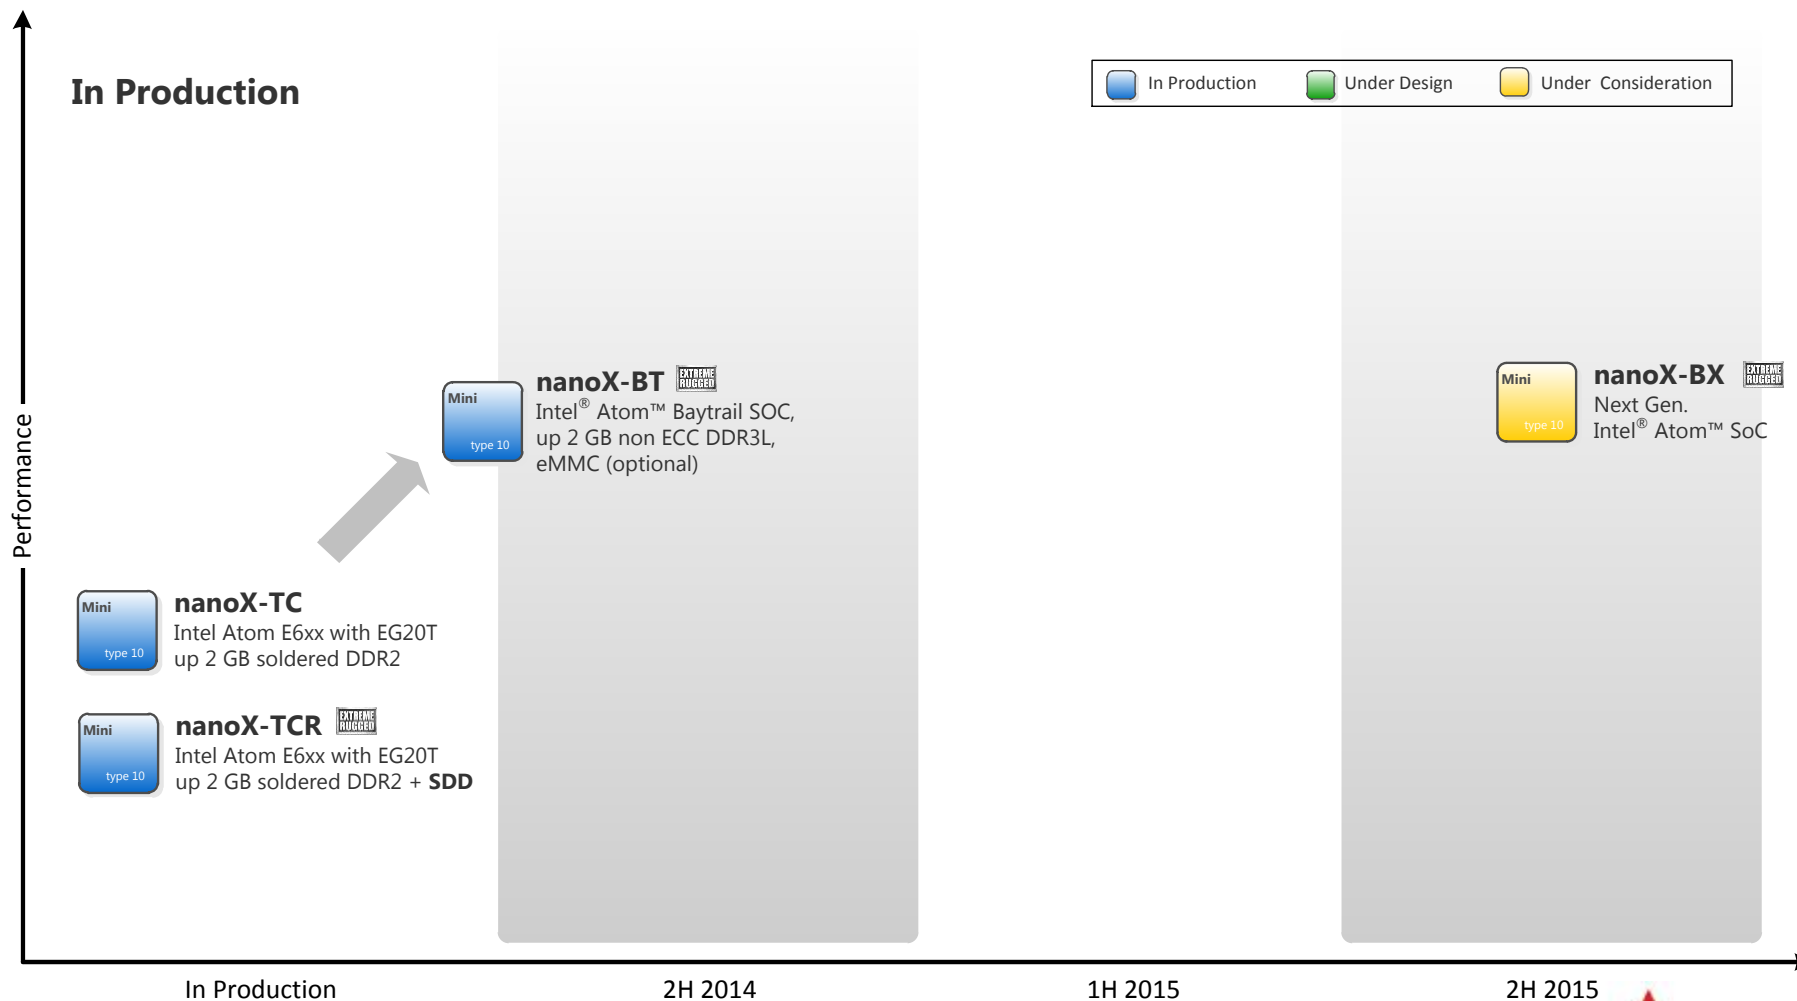 In Production
In Production
Under Design
Under Consideration
Performance
Mini
type 10
nanoX-BT EXTREME RUGGED
Intel® Atom™ Baytrail SOC,
up 2 GB non ECC DDR3L,
eMMC (optional)
Mini
type 10
nanoX-BX EXTREME RUGGED
Next Gen.
Intel® Atom™ SoC
Mini
type 10
nanoX-TC
Intel Atom E6xx with EG20T
up 2 GB soldered DDR2
Mini
type 10
nanoX-TCR EXTREME RUGGED
Intel Atom E6xx with EG20T
up 2 GB soldered DDR2 + SDD
In Production
2H 2014
1H 2015
2H 2015